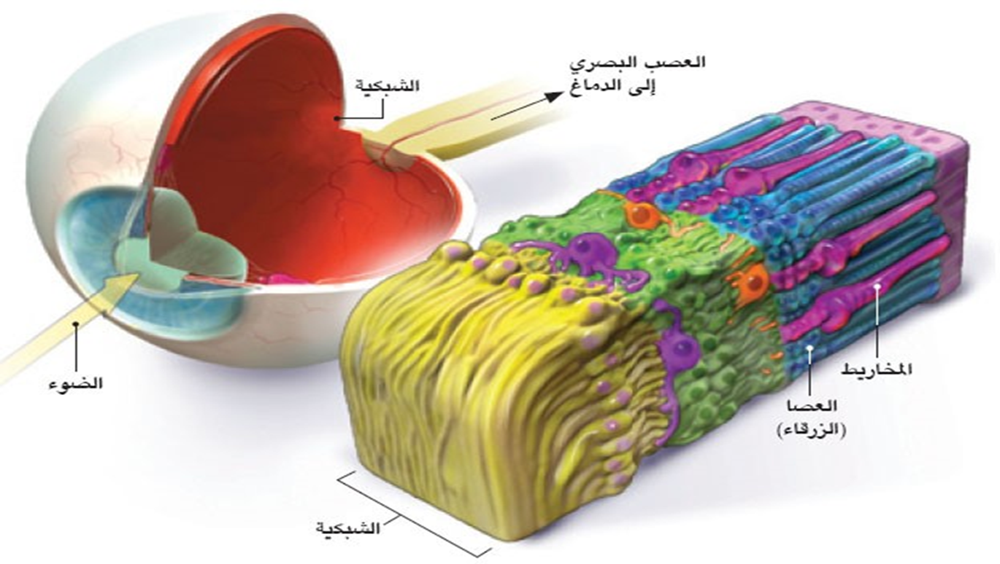 العصب البصري
إلى الدماغ
الشبكية
الضوء
المخاريط
العصا
(الزرقاء)
الشبكية